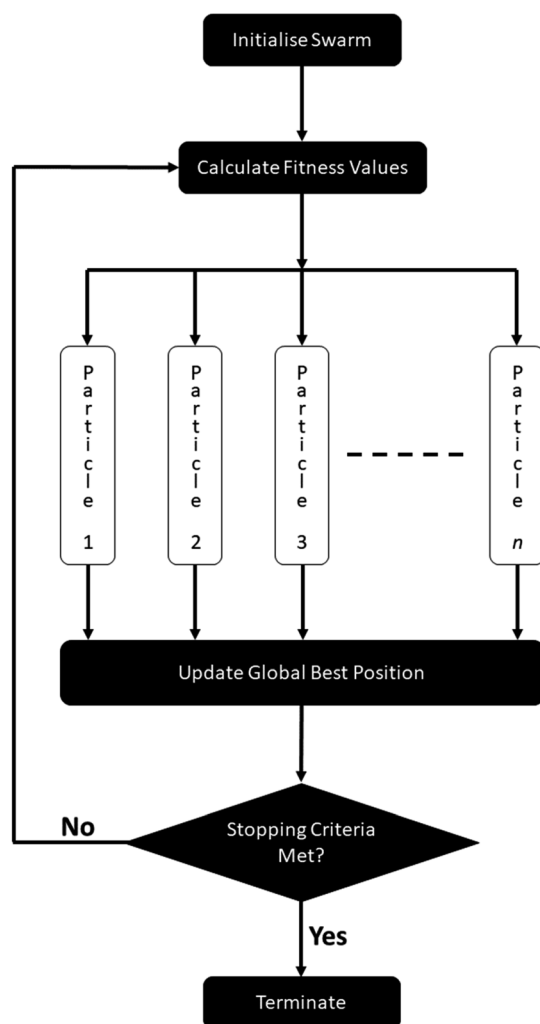 Initialise Swarm
Calculate Fitness Values
Particle 1
Particle 2
Particle 3
Particle n
Update Global Best Position
Stopping Criteria
Met?
No
Yes
Terminate